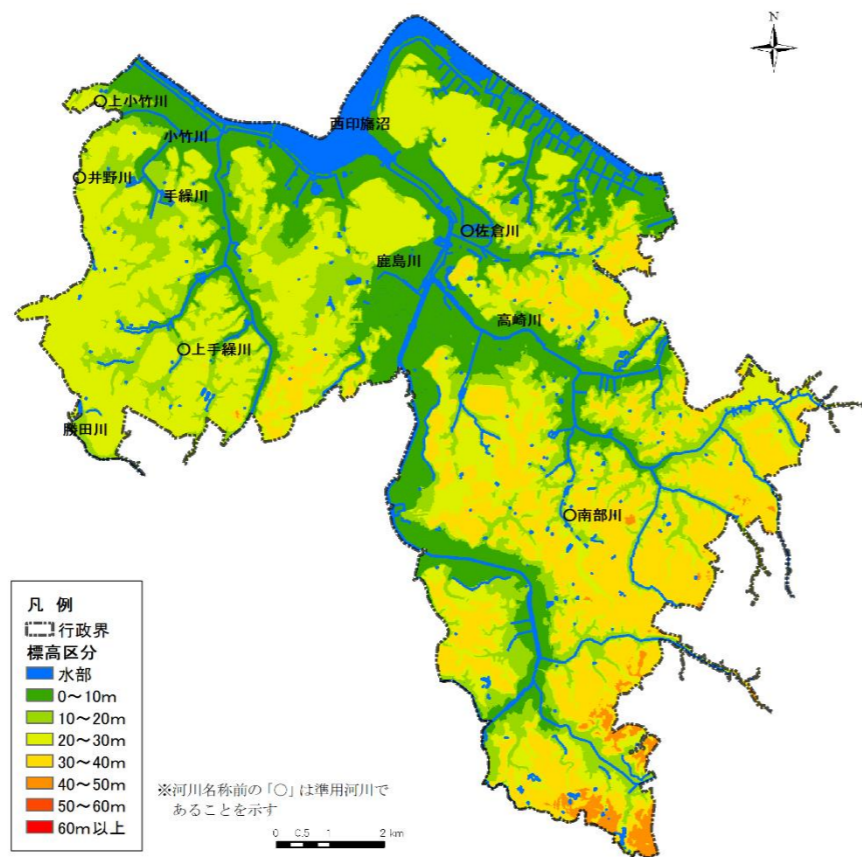 N
○上小竹川
小竹川
西印旛沼
○井野川
手繰川
○佐倉川
鹿島川
高崎川
○上手繰川
勝田川
○南部川
凡 例
行政界
標高区分
水部
0～10m
10～20m
20～30m
30～40m
40～50m
50～60m
60m以上
※河川名称前の「○」は準用河川で
あることを示す
0 0.5 1 2 km